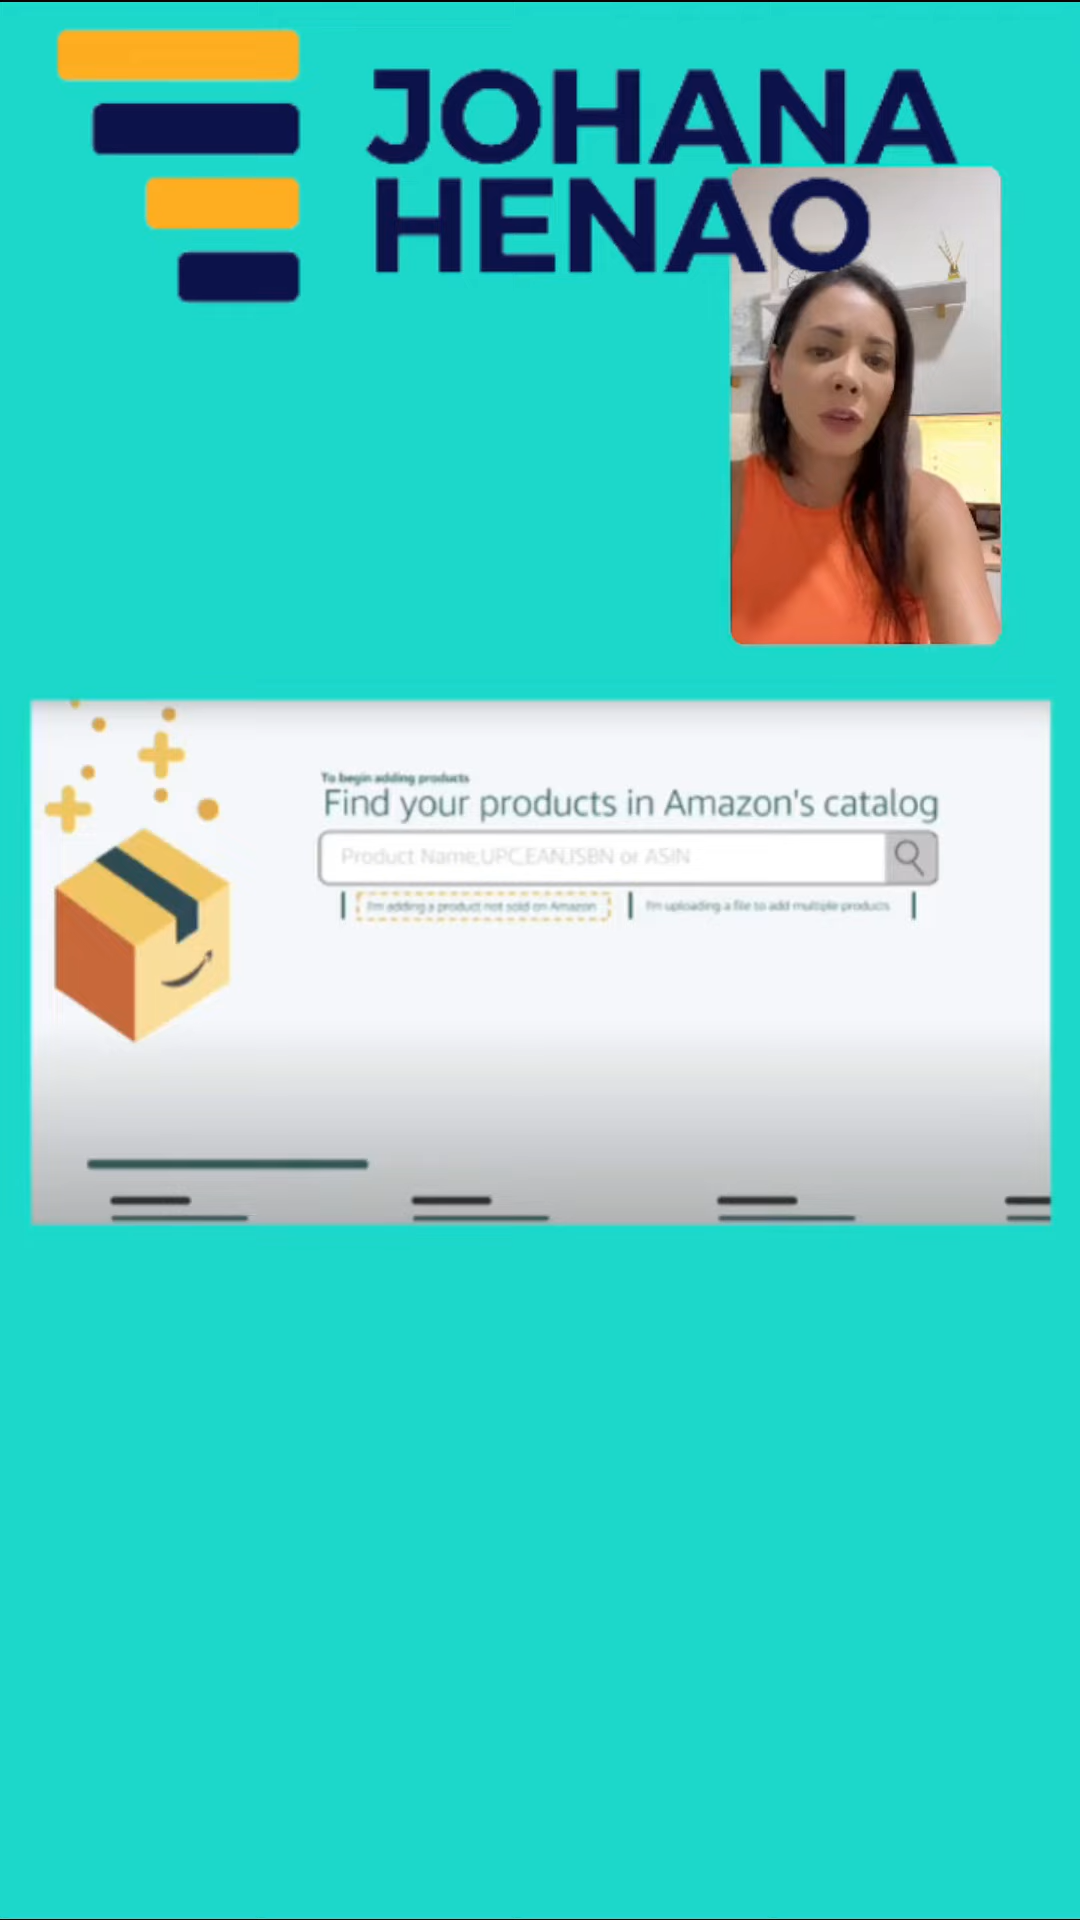 JOHANA
HENAO
To begin adding products
Find your products in Amazon's catalog
Product Name,UPC,EAN,ISBN or ASIN
I'm adding a product not sold on Amazon
I'm uploading a file to add multiple products